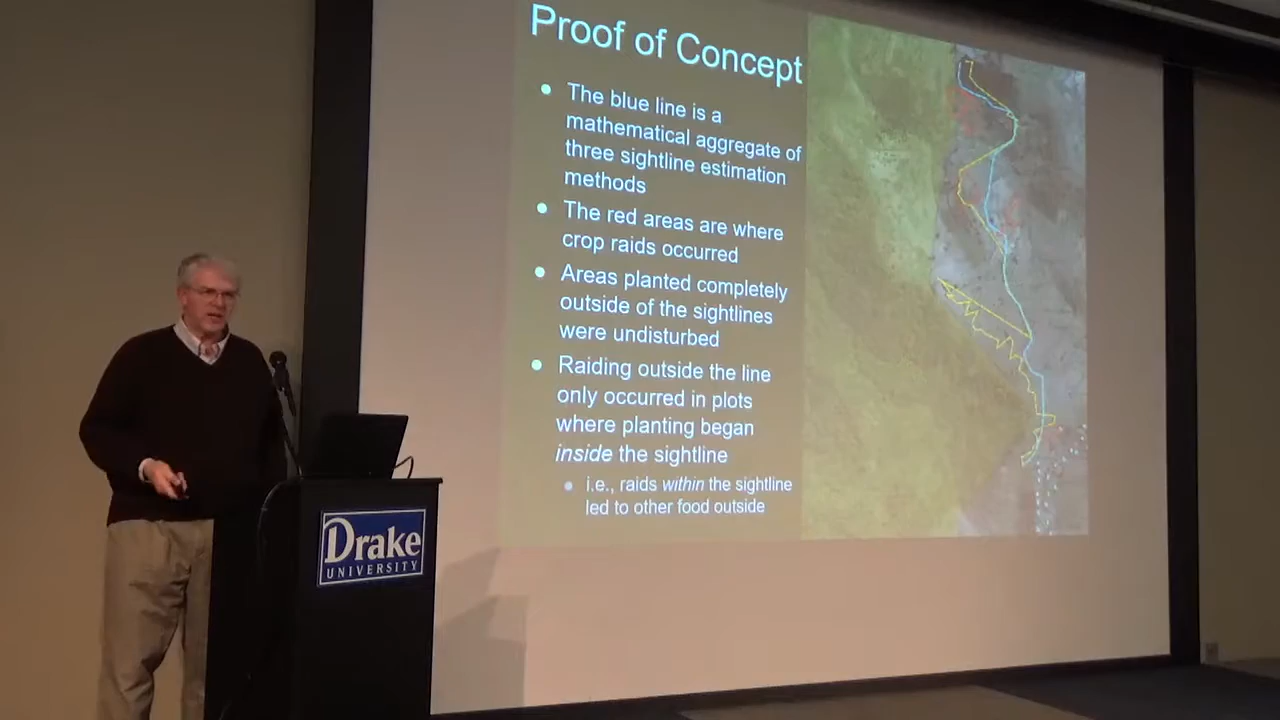 Proof of Concept
The blue line is a
mathematical aggregate of
three sightline estimation
methods
The red areas are where
crop raids occurred
Areas planted completely
outside of the sightlines
were undisturbed
Raiding outside the line
only occurred in plots
where planting began
inside the sightline
i.e., raids within the sightline
led to other food outside
Drake
UNIVERSITY